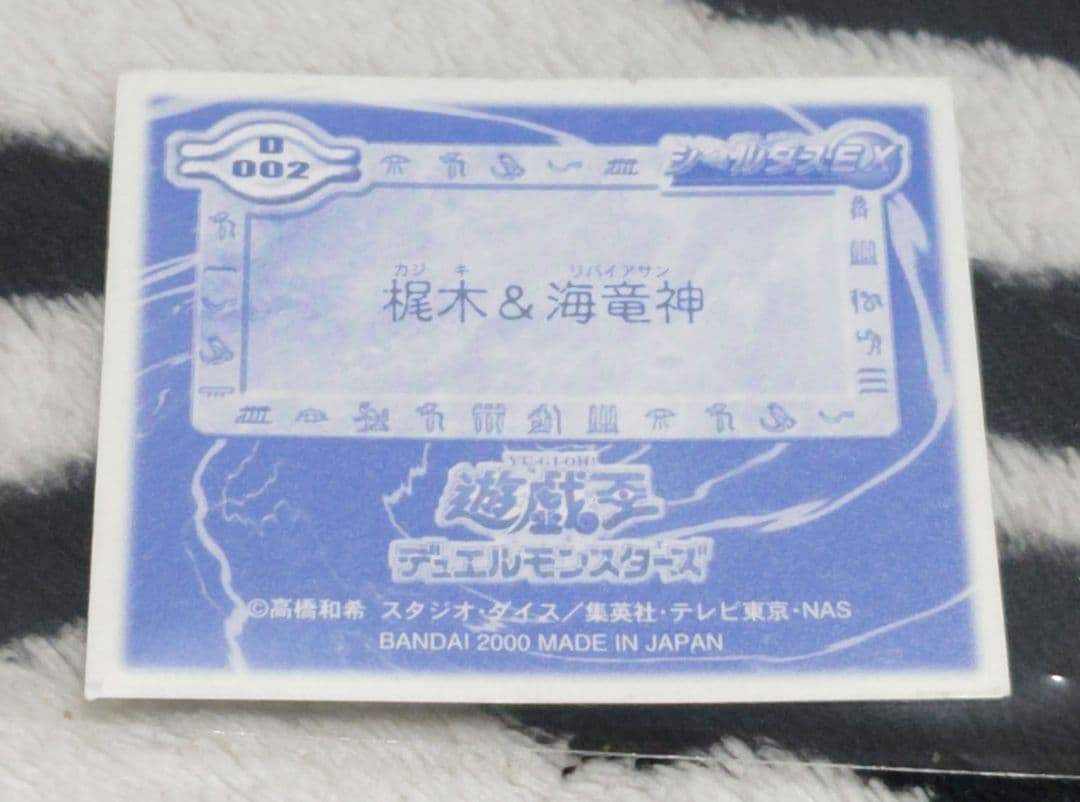 D
002
シールダスEX
カジ キ リバイアサン
梶木&海竜神
YU-GI-OH!
遊戯王
デュエルモンスターズ
©高橋和希 スタジオ・ダイス/集英社・テレビ東京・NAS
BANDAI 2000 MADE IN JAPAN